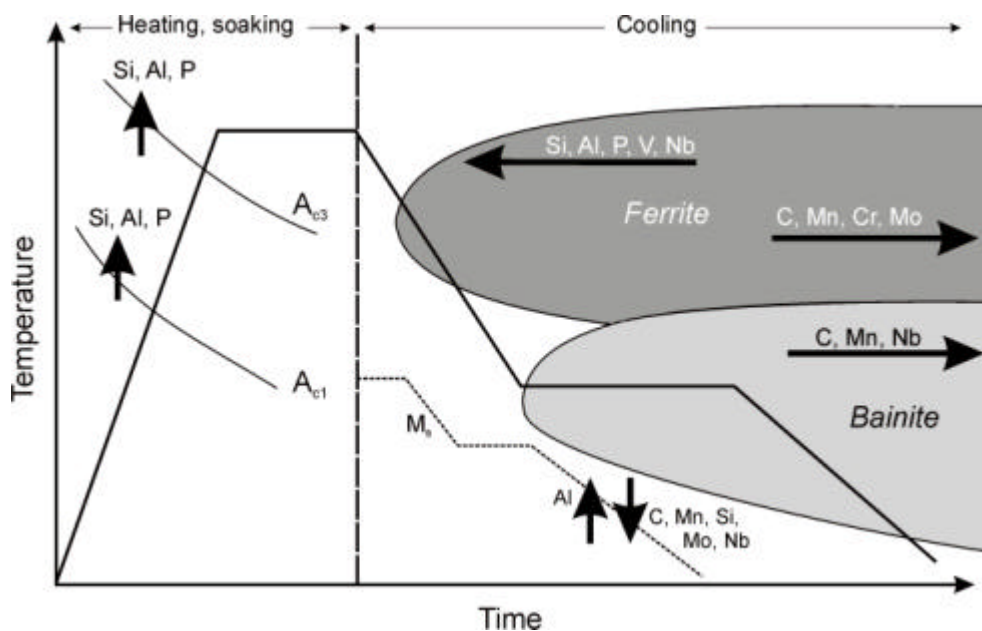 Heating, soaking
Cooling
Si, Al, P
Si, Al, P, V, Nb
Ferrite
Si, Al, P
Ac3
C, Mn, Cr, Mo
Temperature
C, Mn, Nb
Ac1
Bainite
Ms
Al
C, Mn, Si,
Mo, Nb
Time